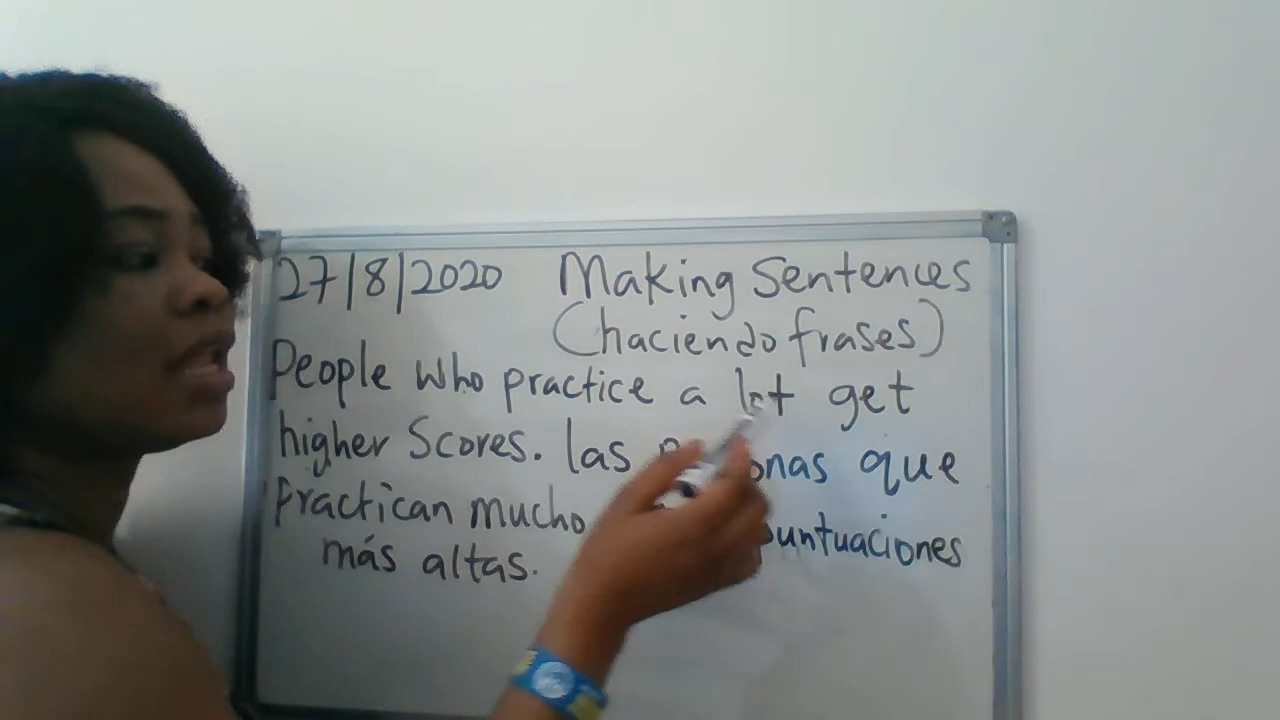 27/8/2020 Making Sentences
(haciendo frases)
People who practice a lot get
higher Scores. las que
Practican mucho puntuaciones
más altas.